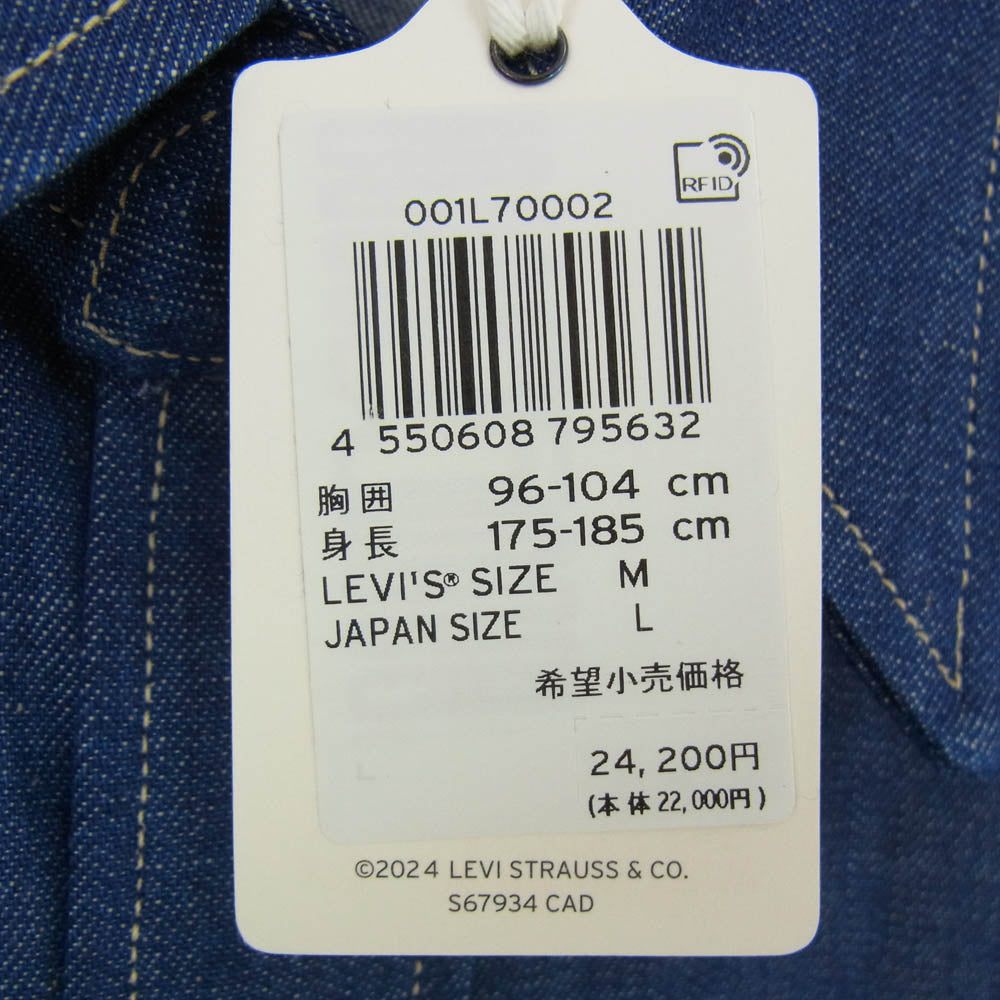 RFID
001L70002
4 550608 795632
胸囲 96-104 cm
身長 175-185 cm
LEVI'S® SIZE M
JAPAN SIZE L
希望小売価格
24,200円
(本体22,000円)
L
©2024 LEVI STRAUSS & CO.
S67934 CAD